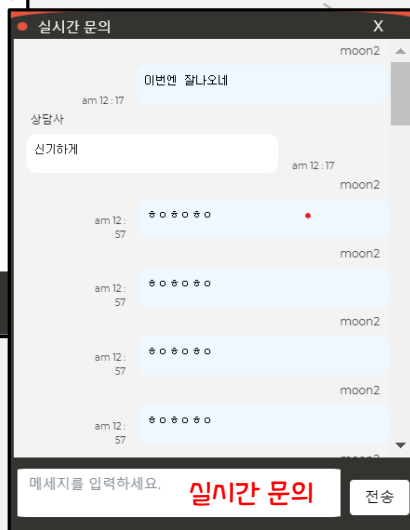 실시간 문의 X
moon2
이번엔 잘나오네
am 12 : 17
상담사
신기하게
am 12 : 17
moon2
ㅎㅇㅎㅇㅎㅇ
am 12 :
57
moon2
ㅎㅇㅎㅇㅎㅇ
am 12 :
57
moon2
ㅎㅇㅎㅇㅎㅇ
am 12 :
57
moon2
ㅎㅇㅎㅇㅎㅇ
am 12 :
57
메세지를 입력하세요.
실시간 문의
전송